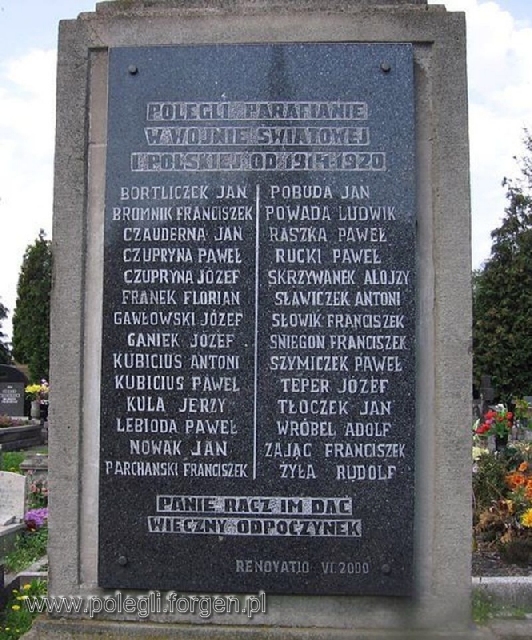 POLEGLI PARAFIANIE
W WOJNIE ŚWIATOWEJ
I POLSKIEJ OD 1914-1920
BORTLICZEK JAN
BROMNIK FRANCISZEK
CZAUDERNA JAN
CZUPRYNA PAWEŁ
CZUPRYNA JÓZEF
FRANEK FLORIAN
GAWŁOWSKI JÓZEF
GANIEK JÓZEF
KUBICIUS ANTONI
KUBICIUS PAWEŁ
KULA JERZY
LEBIODA PAWEŁ
NOWAK JAN
PARCHAŃSKI FRANCISZEK
POBUDA JAN
POWADA LUDWIK
RASZKA PAWEŁ
RUCKI PAWEŁ
SKRZYWANEK ALOJZY
SŁAWICZEK ANTONI
SŁOWIK FRANCISZEK
ŚNIEGOŃ FRANCISZEK
SZYMICZEK PAWEŁ
TEPER JÓZEF
TŁOCZEK JAN
WRÓBEL ADOLF
ZAJĄC FRANCISZEK
ŻYŁA RUDOLF
PANIE RACZ IM DAĆ
WIECZNY ODPOCZYNEK
RENOVATIO VI.2000
www.polegli.forgen.pl